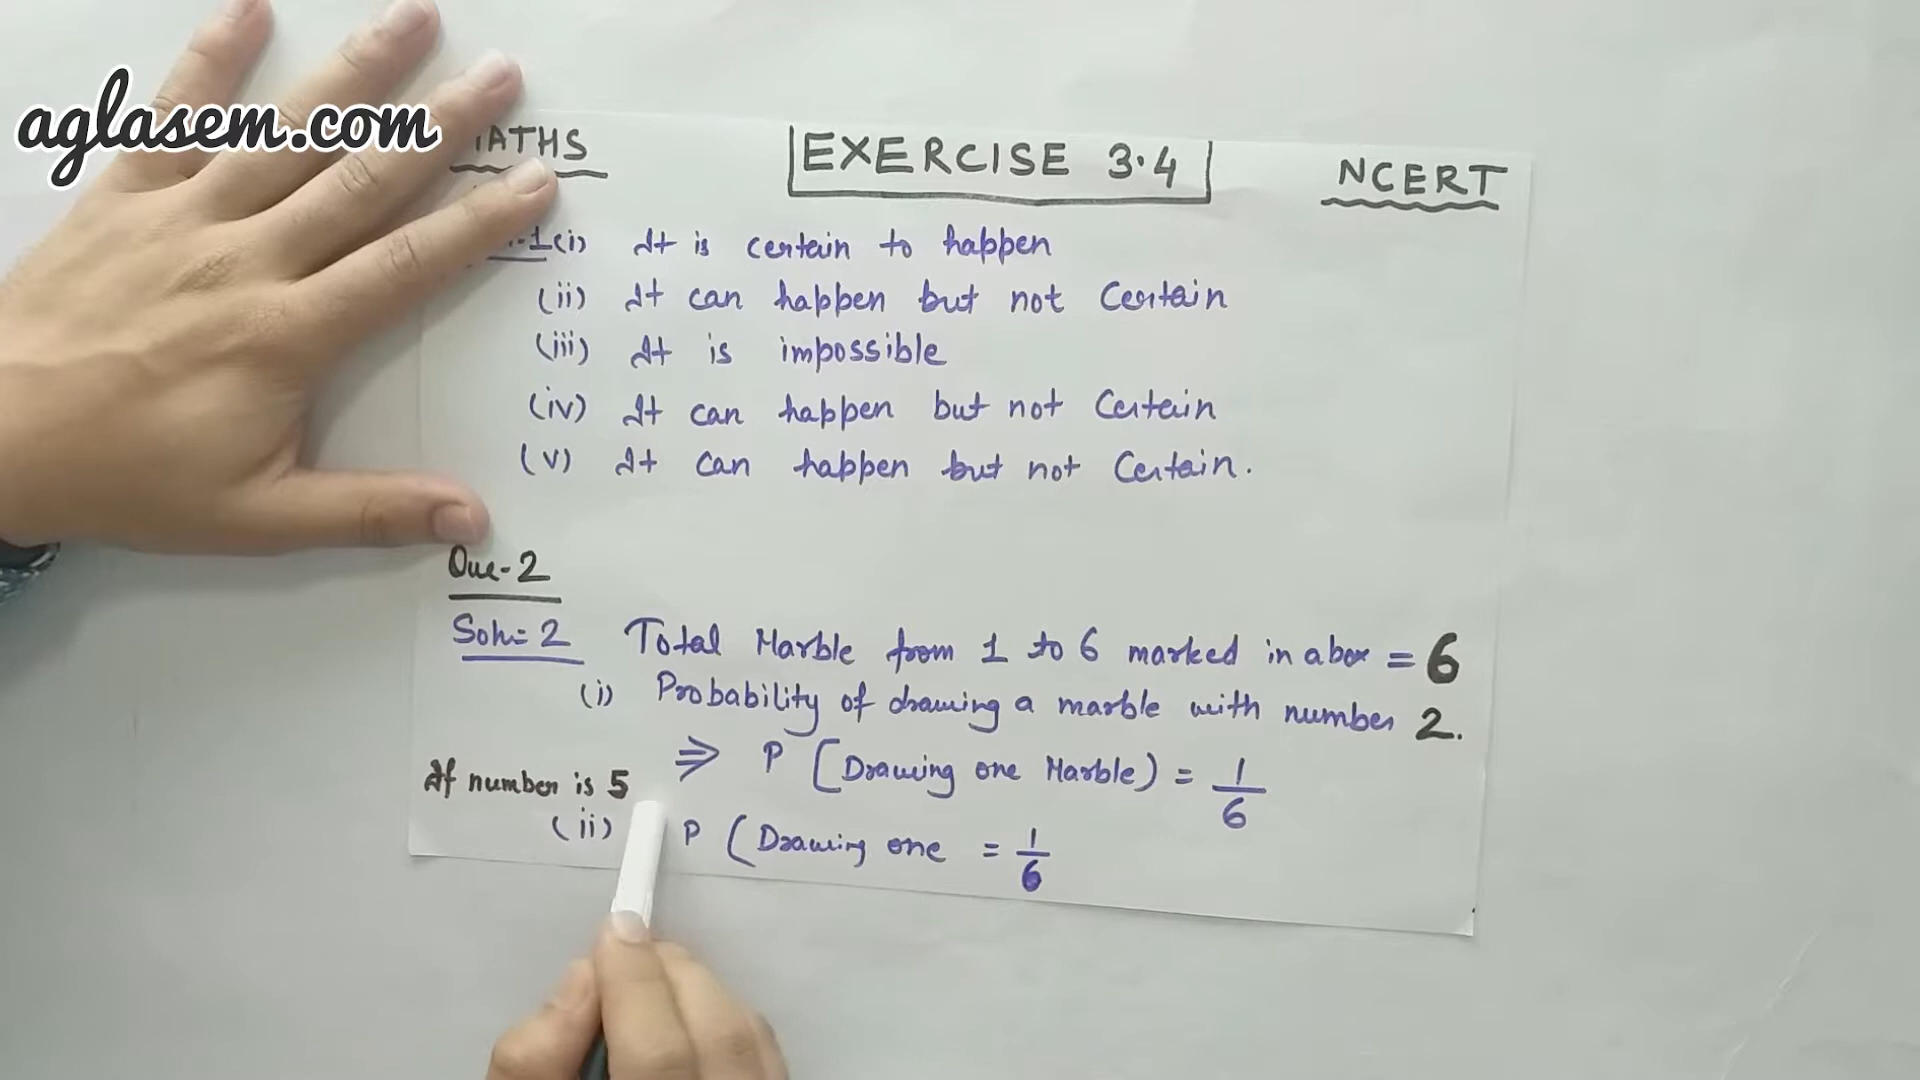 aglasem.com
MATHS EXERCISE 3.4 NCERT
-1 (i) It is certain to happen
(ii) It can happen but not Certain
(iii) It is impossible
(iv) It can happen but not Certain
(v) It can happen but not Certain.
Que-2
Soln=2 Total Marble from 1 to 6 marked in a box = 6
(i) Probability of drawing a marble with number 2.
⇒ P (Drawing one Marble) = 1/6
If number is 5
(ii) P (Drawing one = 1/6